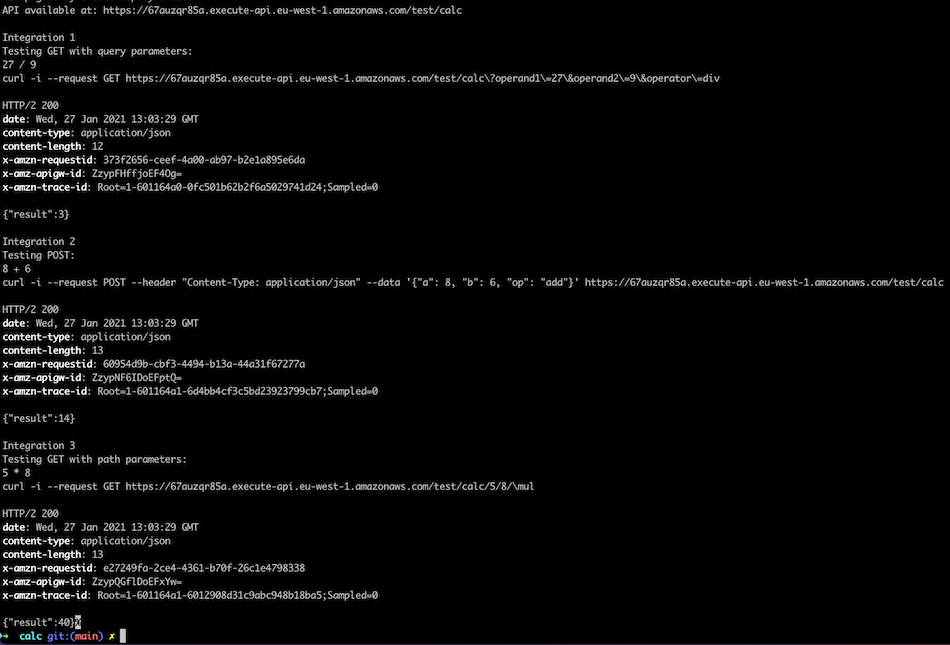 API available at: https://67auzqr85a.execute-api.eu-west-1.amazonaws.com/test/calc
Integration 1
Testing GET with query parameters:
27 / 9
curl -i --request GET https://67auzqr85a.execute-api.eu-west-1.amazonaws.com/test/calc\?operand1\=27\&operand2\=9\&operator\=div
HTTP/2 200
date: Wed, 27 Jan 2021 13:03:29 GMT
content-type: application/json
content-length: 12
x-amzn-requestid: 373f2656-ceef-4a00-ab97-b2e1a895e6da
x-amz-apigw-id: ZzypFHffjoEF4Og=
x-amzn-trace-id: Root=1-601164a0-0fc501b62b2f6a5029741d24;Sampled=0
{"result":3}
Integration 2
Testing POST:
8 + 6
curl -i --request POST --header "Content-Type: application/json" --data '{"a": 8, "b": 6, "op": "add"}' https://67auzqr85a.execute-api.eu-west-1.amazonaws.com/test/calc
HTTP/2 200
date: Wed, 27 Jan 2021 13:03:29 GMT
content-type: application/json
content-length: 13
x-amzn-requestid: 60954d9b-cbf3-4494-b13a-44a31f67277a
x-amz-apigw-id: ZzypNF6IDoEFptQ=
x-amzn-trace-id: Root=1-601164a1-6d4bb4cf3c5bd23923799cb7;Sampled=0
{"result":14}
Integration 3
Testing GET with path parameters:
5 * 8
curl -i --request GET https://67auzqr85a.execute-api.eu-west-1.amazonaws.com/test/calc/5/8/\mul
HTTP/2 200
date: Wed, 27 Jan 2021 13:03:29 GMT
content-type: application/json
content-length: 13
x-amzn-requestid: e27249fa-2ce4-4361-b70f-26c1e4798338
x-amz-apigw-id: ZzypQGflDoEFxYw=
x-amzn-trace-id: Root=1-601164a1-6012908d31c9abc948b18ba5;Sampled=0
{"result":40}%
➜ calc git:(main) ✗